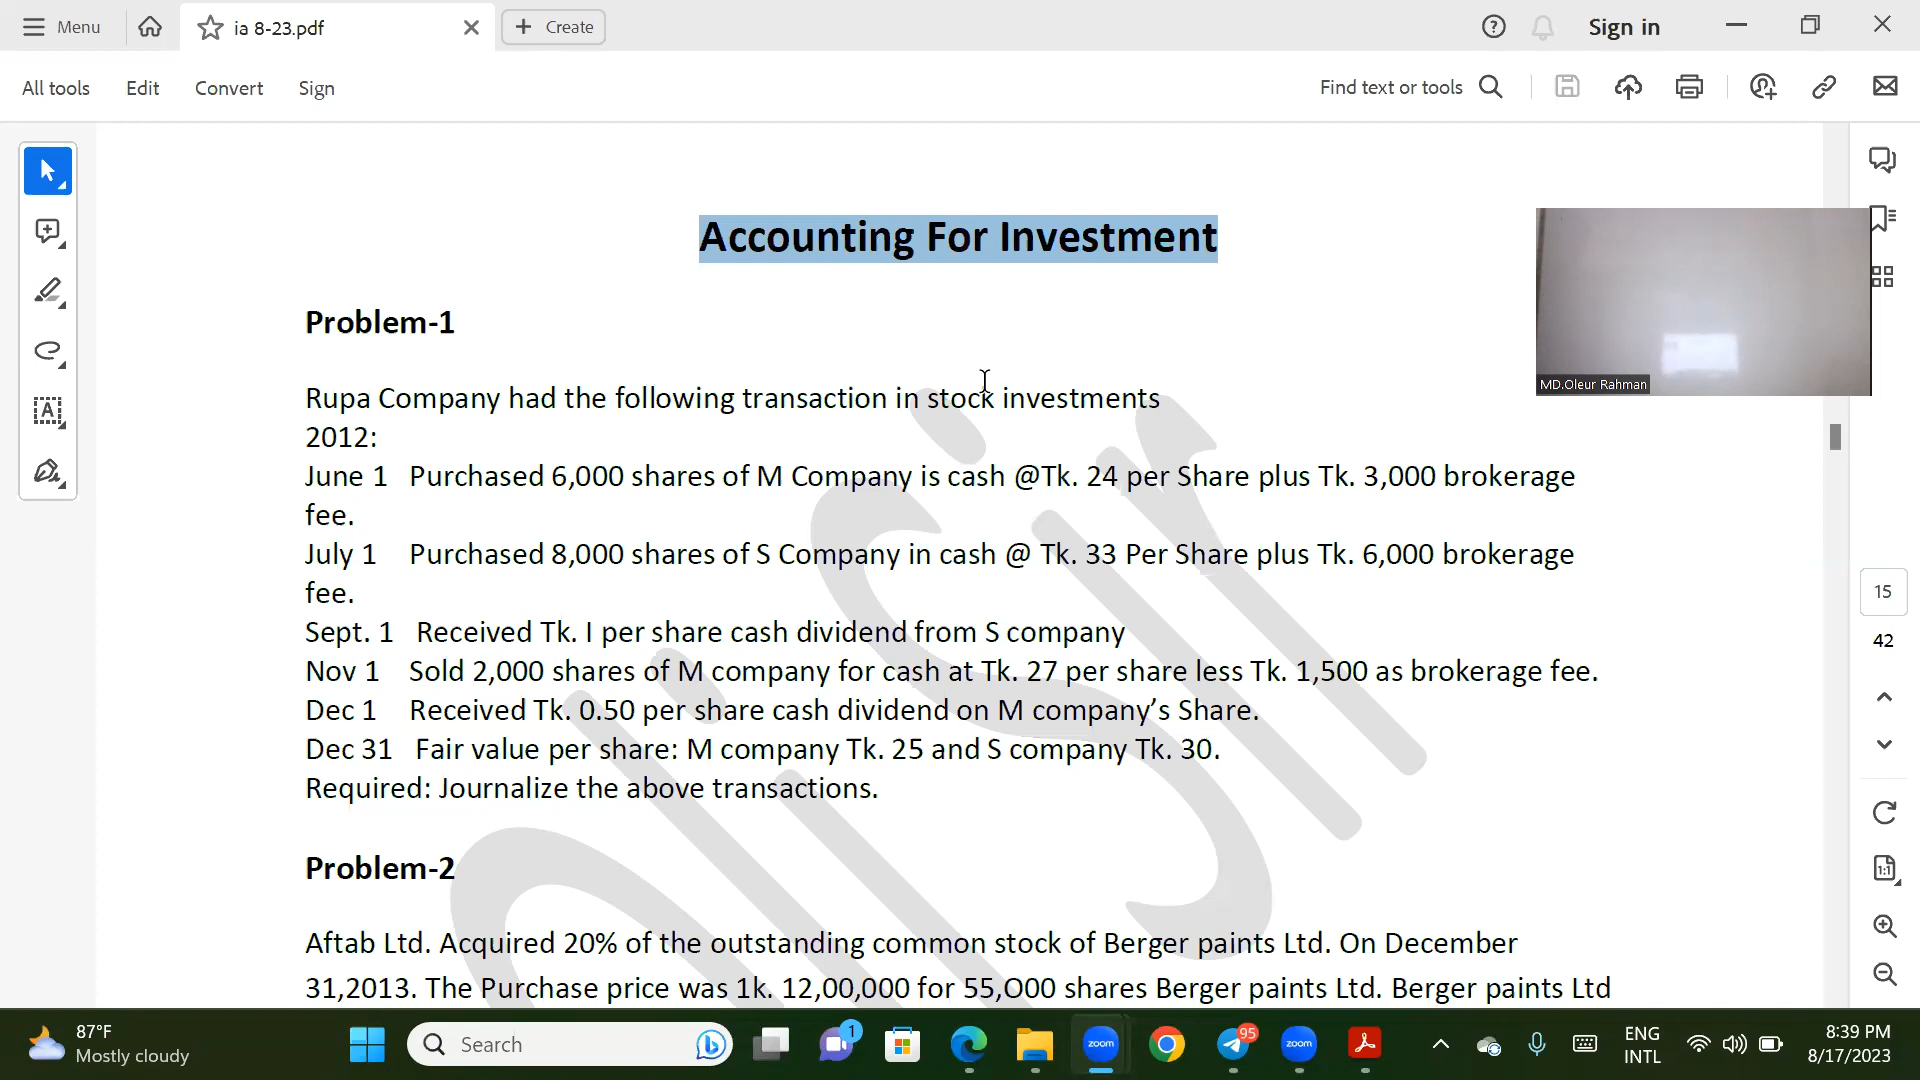 Menu
ia 8-23.pdf
Create
Sign in
All tools
Edit
Convert
Sign
Find text or tools
Accounting For Investment
Problem-1
MD.Oleur Rahman
Rupa Company had the following transaction in stock investments
2012:
June 1 Purchased 6,000 shares of M Company is cash @Tk. 24 per Share plus Tk. 3,000 brokerage
fee.
July 1 Purchased 8,000 shares of S Company in cash @ Tk. 33 Per Share plus Tk. 6,000 brokerage
fee.
Sept. 1 Received Tk. I per share cash dividend from S company
Nov 1 Sold 2,000 shares of M company for cash at Tk. 27 per share less Tk. 1,500 as brokerage fee.
Dec 1 Received Tk. 0.50 per share cash dividend on M company’s Share.
Dec 31 Fair value per share: M company Tk. 25 and S company Tk. 30.
Required: Journalize the above transactions.
Problem-2
Aftab Ltd. Acquired 20% of the outstanding common stock of Berger paints Ltd. On December
31,2013. The Purchase price was 1k. 12,00,000 for 55,O00 shares Berger paints Ltd. Berger paints Ltd
15
42
1:1
87°F
Mostly cloudy
Search
1
zoom
95
zoom
ENG
INTL
8:39 PM
8/17/2023